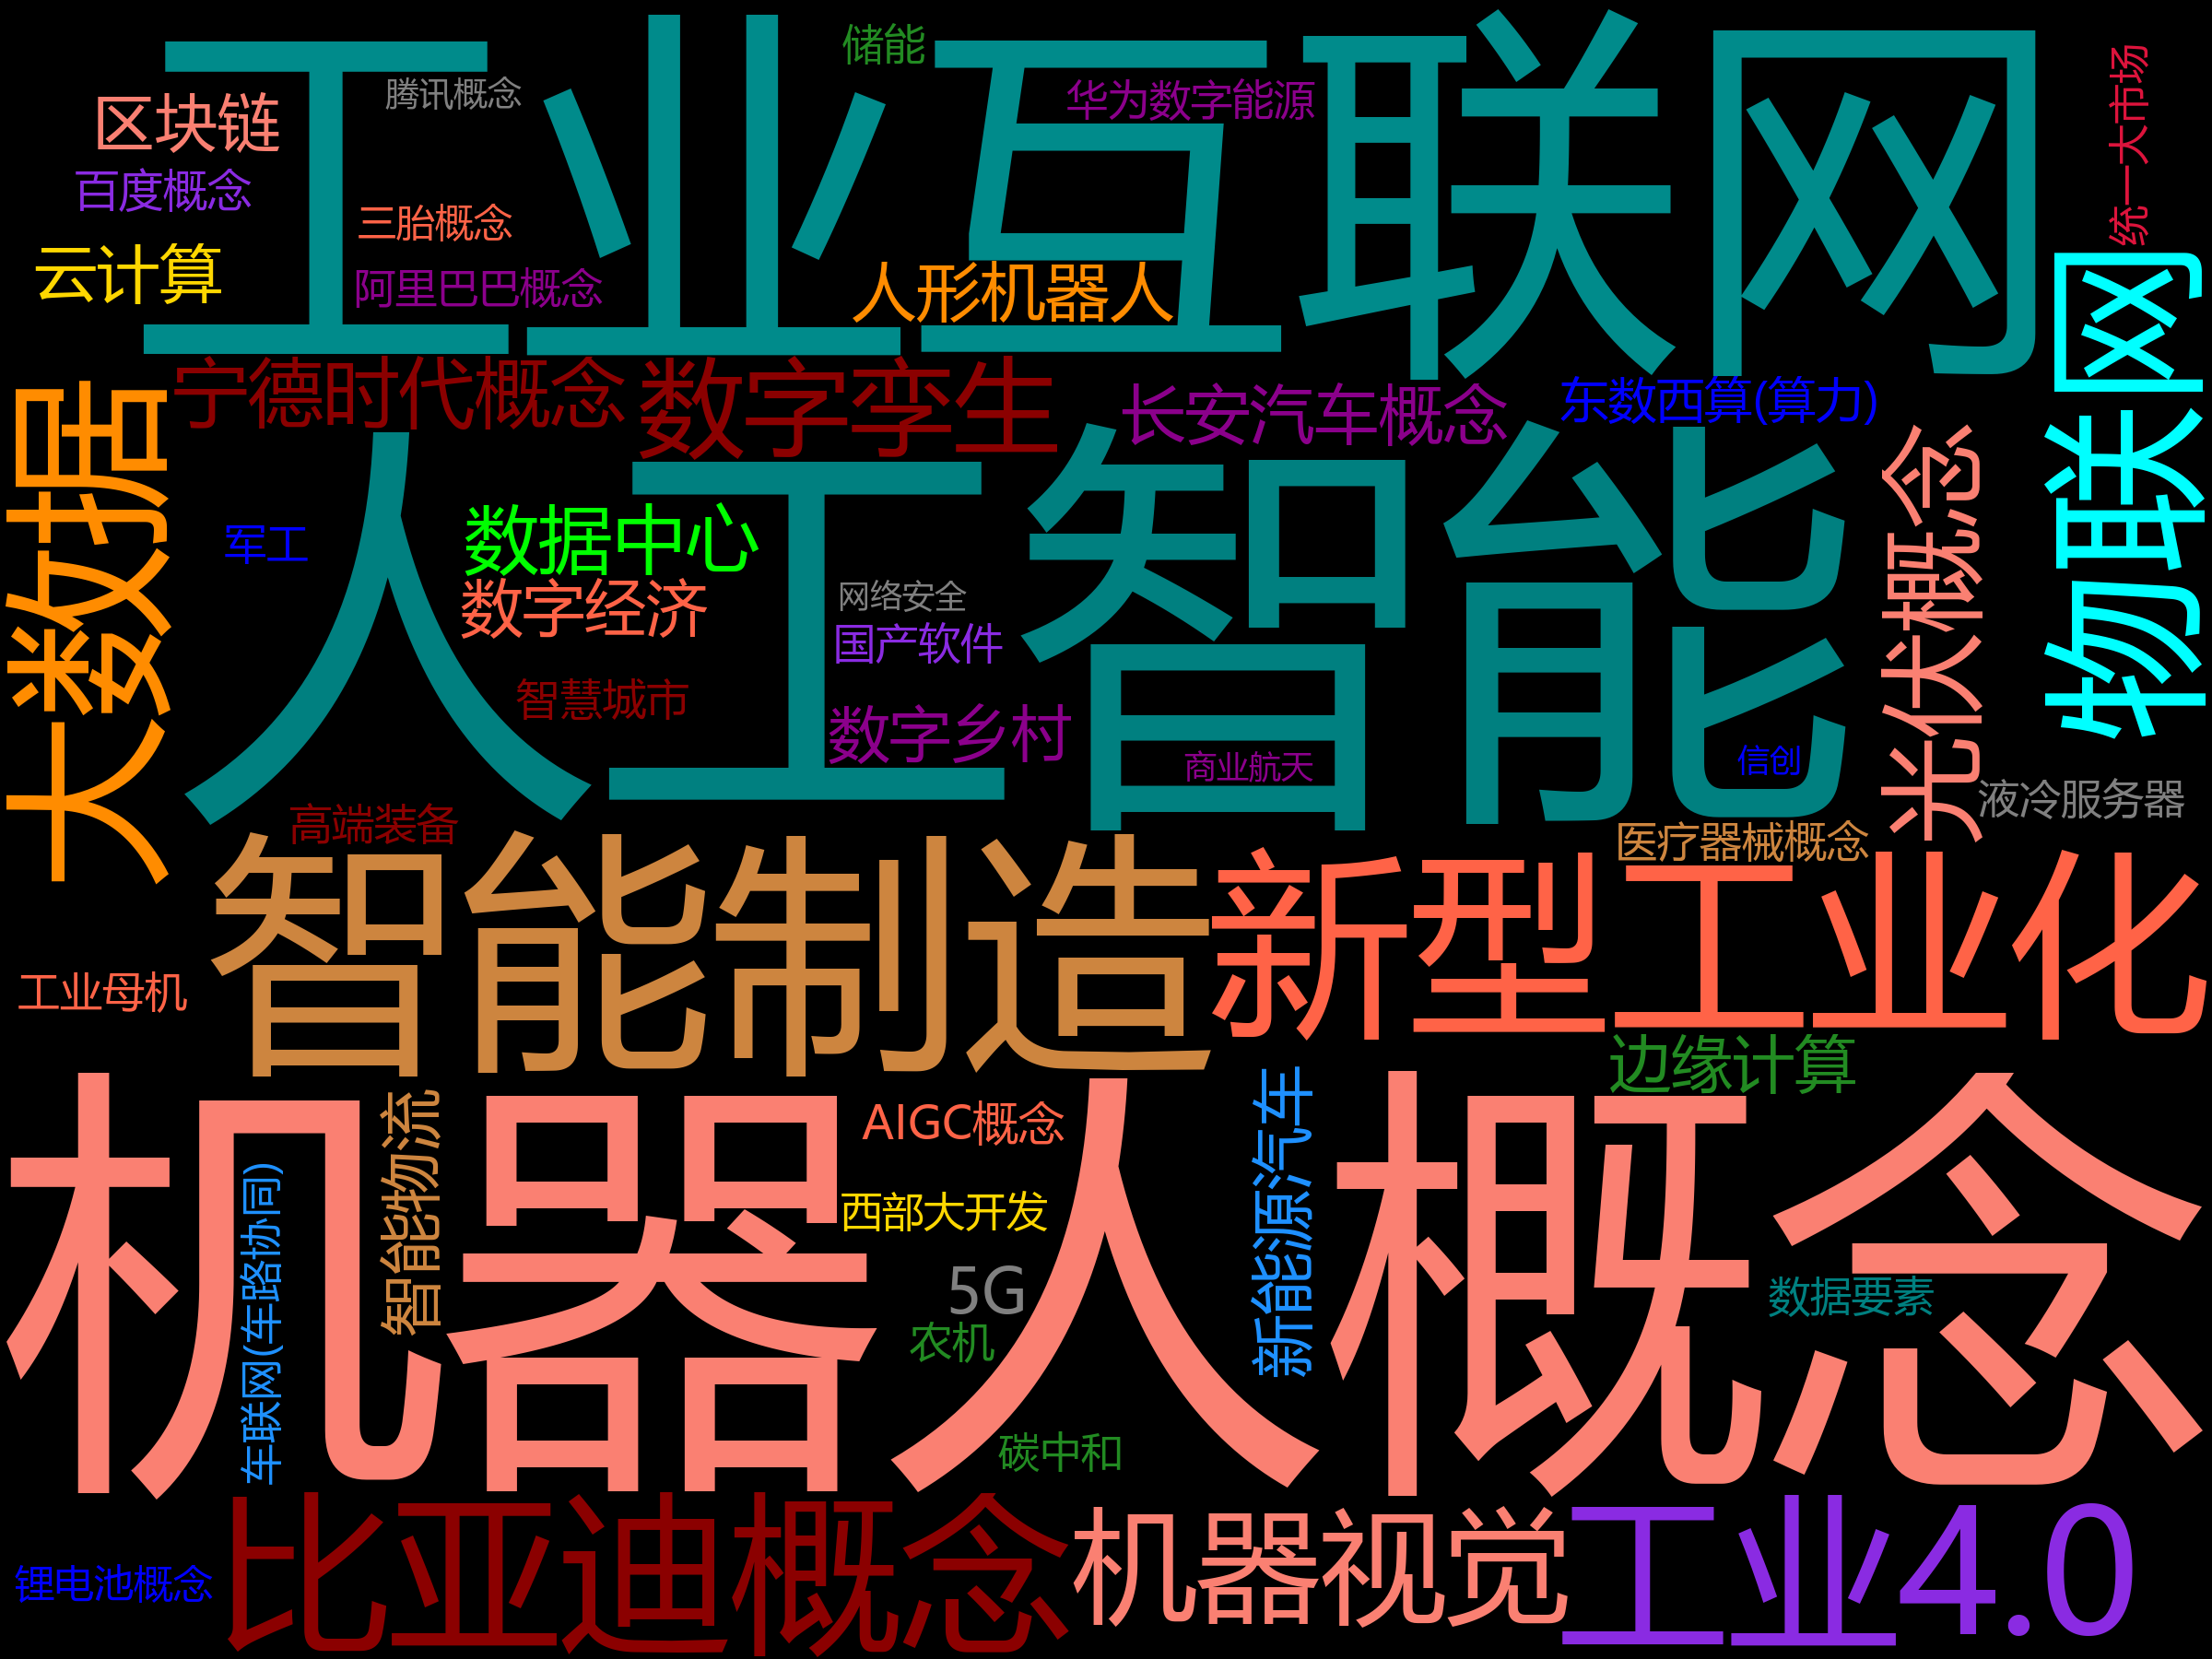 工业互联网
储能
腾讯概念
华为数字能源
统一大市场
区块链
百度概念
三胎概念
云计算
阿里巴巴概念
人形机器人
物联网
宁德时代概念
数字孪生
长安汽车概念
东数西算(算力)
大数据
人工智能
光伏概念
军工
数据中心
数字经济
网络安全
国产软件
智慧城市
数字乡村
商业航天
信创
液冷服务器
高端装备
医疗器械概念
智能制造
新型工业化
工业母机
边缘计算
机器人概念
智能物流
AIGC概念
新能源汽车
车联网(车路协同)
西部大开发
5G
数据要素
农机
碳中和
锂电池概念
比亚迪概念
机器视觉
工业4.0